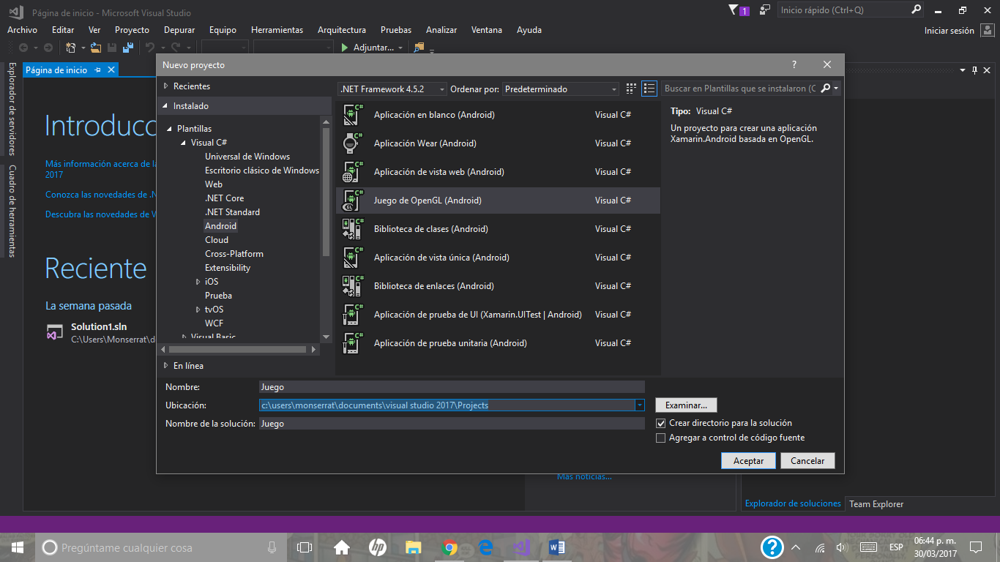 Página de inicio - Microsoft Visual Studio
1
Inicio rápido (Ctrl+Q)
Archivo Editar Ver Proyecto Depurar Equipo Herramientas Arquitectura Pruebas Analizar Ventana Ayuda
Iniciar sesión
Adjuntar...
Explorador de servidores
Cuadro de herramientas
Página de inicio
Introducc
Más información acerca de la
2017
Conozca las novedades de .N
Descubra las novedades de V
Reciente
La semana pasada
Solution1.sln
C:\Users\Monserrat\d
Nuevo proyecto
?
Recientes
Instalado
Plantillas
Visual C#
Universal de Windows
Escritorio clásico de Windows
Web
.NET Core
.NET Standard
Android
Cloud
Cross-Platform
Extensibility
iOS
Prueba
tvOS
WCF
Visual Basic
En línea
.NET Framework 4.5.2
Ordenar por: Predeterminado
Buscar en Plantillas que se instalaron (C
Aplicación en blanco (Android) Visual C#
Aplicación Wear (Android) Visual C#
Aplicación de vista web (Android) Visual C#
Juego de OpenGL (Android) Visual C#
Biblioteca de clases (Android) Visual C#
Aplicación de vista única (Android) Visual C#
Biblioteca de enlaces (Android) Visual C#
Aplicación de prueba de UI (Xamarin.UITest | Android) Visual C#
Aplicación de prueba unitaria (Android) Visual C#
Tipo: Visual C#
Un proyecto para crear una aplicación
Xamarin.Android basada en OpenGL.
Nombre: Juego
Ubicación: c:\users\monserrat\documents\visual studio 2017\Projects
Examinar...
Nombre de la solución: Juego
Crear directorio para la solución
Agregar a control de código fuente
Aceptar
Cancelar
Más noticias...
Explorador de soluciones
Team Explorer
Pregúntame cualquier cosa
ESP
06:44 p. m.
30/03/2017